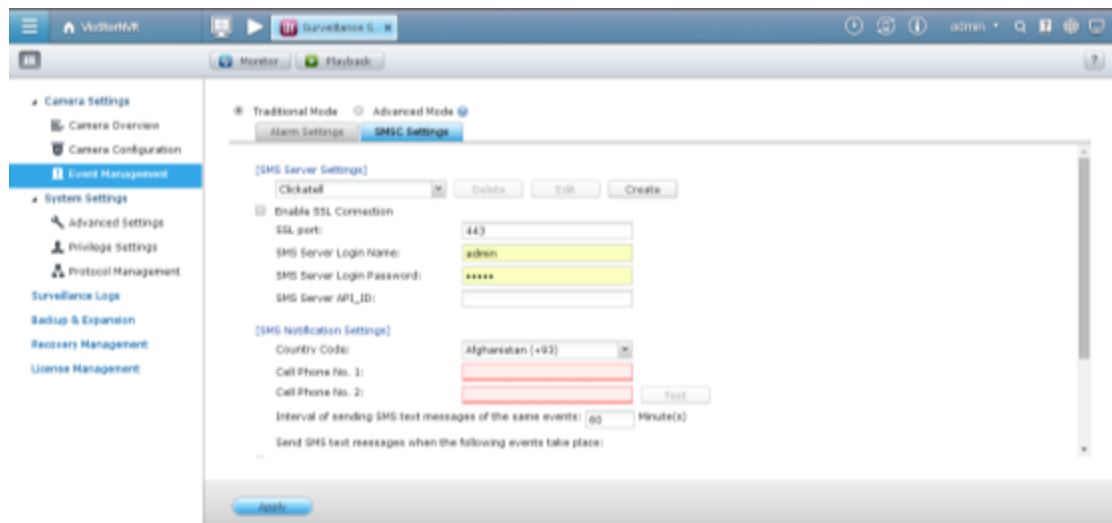 VioStorNVR
Surveillance S...
admin
Monitor
Playback
Camera Settings
Camera Overview
Camera Configuration
Event Management
System Settings
Advanced Settings
Privilege Settings
Protocol Management
Surveillance Logs
Backup & Expansion
Recovery Management
License Management
Traditional Mode Advanced Mode
Alarm Settings SMSC Settings
[SMS Server Settings]
Clickatell Delete Edit Create
Enable SSL Connection
SSL port: 443
SMS Server Login Name: admin
SMS Server Login Password: •••••
SMS Server API_ID:
[SMS Notification Settings]
Country Code: Afghanistan (+93)
Cell Phone No. 1:
Cell Phone No. 2: Test
Interval of sending SMS text messages of the same events: 60 Minute(s)
Send SMS text messages when the following events take place:
Apply